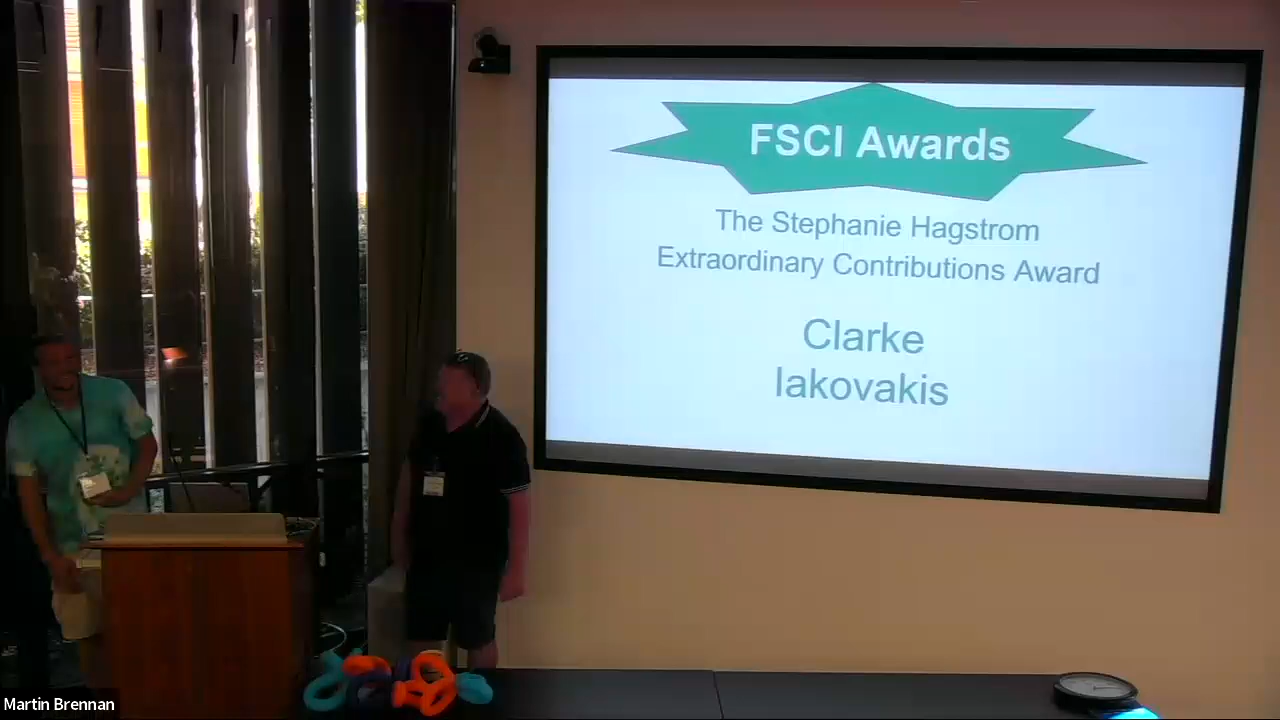 FSCI Awards
The Stephanie Hagstrom
Extraordinary Contributions Award
Clarke
Iakovakis
Martin Brennan